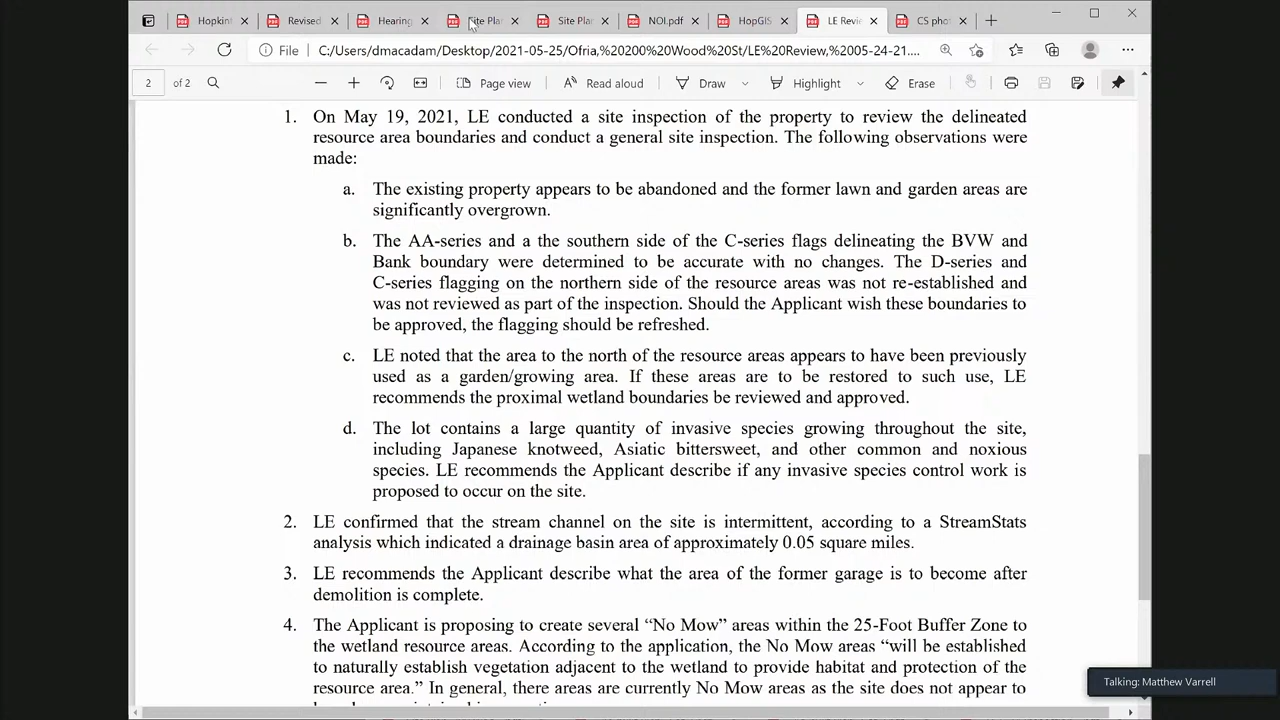 Hopkint
Revised
Hearing
Site Plar
Site Plar
NOI.pdf
HopGIS
LE Revie
CS pho
File
C:/Users/dmacadam/Desktop/2021-05-25/Ofria,%20200%20Wood%20St/LE%20Review,%2005-24-21....
2 of 2
Page view
Read aloud
Draw
Highlight
Erase
1. On May 19, 2021, LE conducted a site inspection of the property to review the delineated
resource area boundaries and conduct a general site inspection. The following observations were
made:
a. The existing property appears to be abandoned and the former lawn and garden areas are
significantly overgrown.
b. The AA-series and a the southern side of the C-series flags delineating the BVW and
Bank boundary were determined to be accurate with no changes. The D-series and
C-series flagging on the northern side of the resource areas was not re-established and
was not reviewed as part of the inspection. Should the Applicant wish these boundaries to
be approved, the flagging should be refreshed.
c. LE noted that the area to the north of the resource areas appears to have been previously
used as a garden/growing area. If these areas are to be restored to such use, LE
recommends the proximal wetland boundaries be reviewed and approved.
d. The lot contains a large quantity of invasive species growing throughout the site,
including Japanese knotweed, Asiatic bittersweet, and other common and noxious
species. LE recommends the Applicant describe if any invasive species control work is
proposed to occur on the site.
2. LE confirmed that the stream channel on the site is intermittent, according to a StreamStats
analysis which indicated a drainage basin area of approximately 0.05 square miles.
3. LE recommends the Applicant describe what the area of the former garage is to become after
demolition is complete.
4. The Applicant is proposing to create several “No Mow” areas within the 25-Foot Buffer Zone to
the wetland resource areas. According to the application, the No Mow areas “will be established
to naturally establish vegetation adjacent to the wetland to provide habitat and protection of the
resource area.” In general, there areas are currently No Mow areas as the site does not appear to
Talking: Matthew Varrell